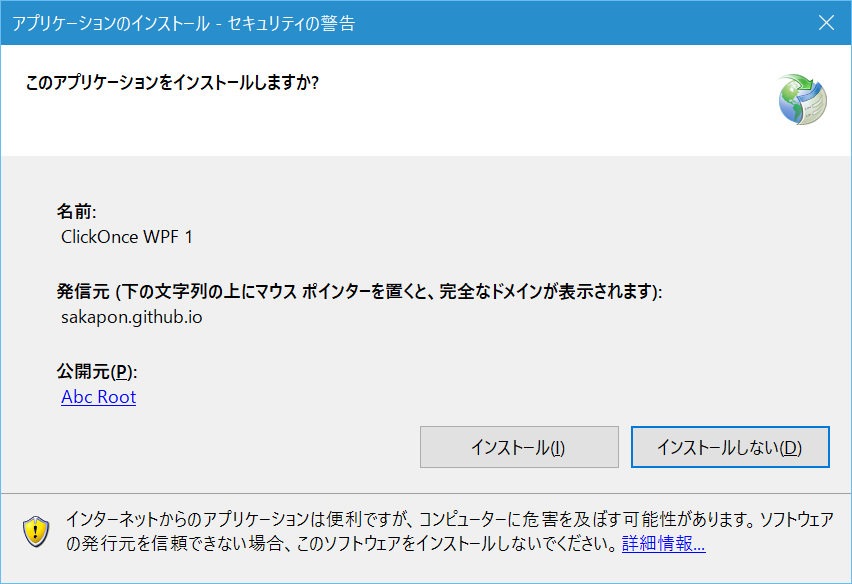 アプリケーションのインストール - セキュリティの警告
このアプリケーションをインストールしますか?
名前:
ClickOnce WPF 1
発信元 (下の文字列の上にマウス ポインターを置くと、完全なドメインが表示されます):
sakapon.github.io
公開元(P):
Abc Root
インストール(I)
インストールしない(D)
インターネットからのアプリケーションは便利ですが、コンピューターに危害を及ぼす可能性があります。ソフトウェア
の発行元を信頼できない場合、このソフトウェアをインストールしないでください。詳細情報...